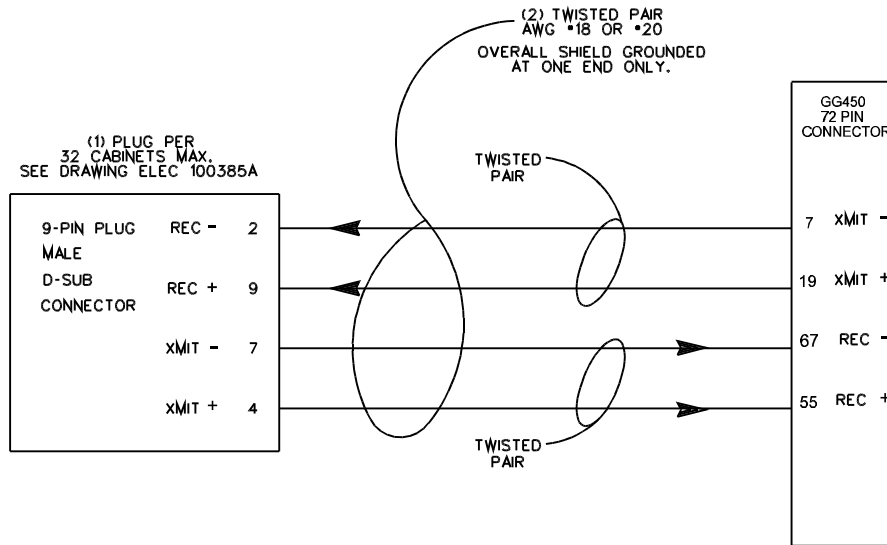 (2) TWISTED PAIR
AWG #18 OR #20
OVERALL SHIELD GROUNDED
AT ONE END ONLY.
GG450
72 PIN
CONNECTOR
(1) PLUG PER
32 CABINETS MAX.
SEE DRAWING ELEC 100385A
TWISTED
PAIR
9-PIN PLUG REC - 2
7 XMIT -
MALE
D-SUB REC + 9
19 XMIT +
CONNECTOR
XMIT - 7
67 REC -
XMIT + 4
55 REC +
TWISTED
PAIR